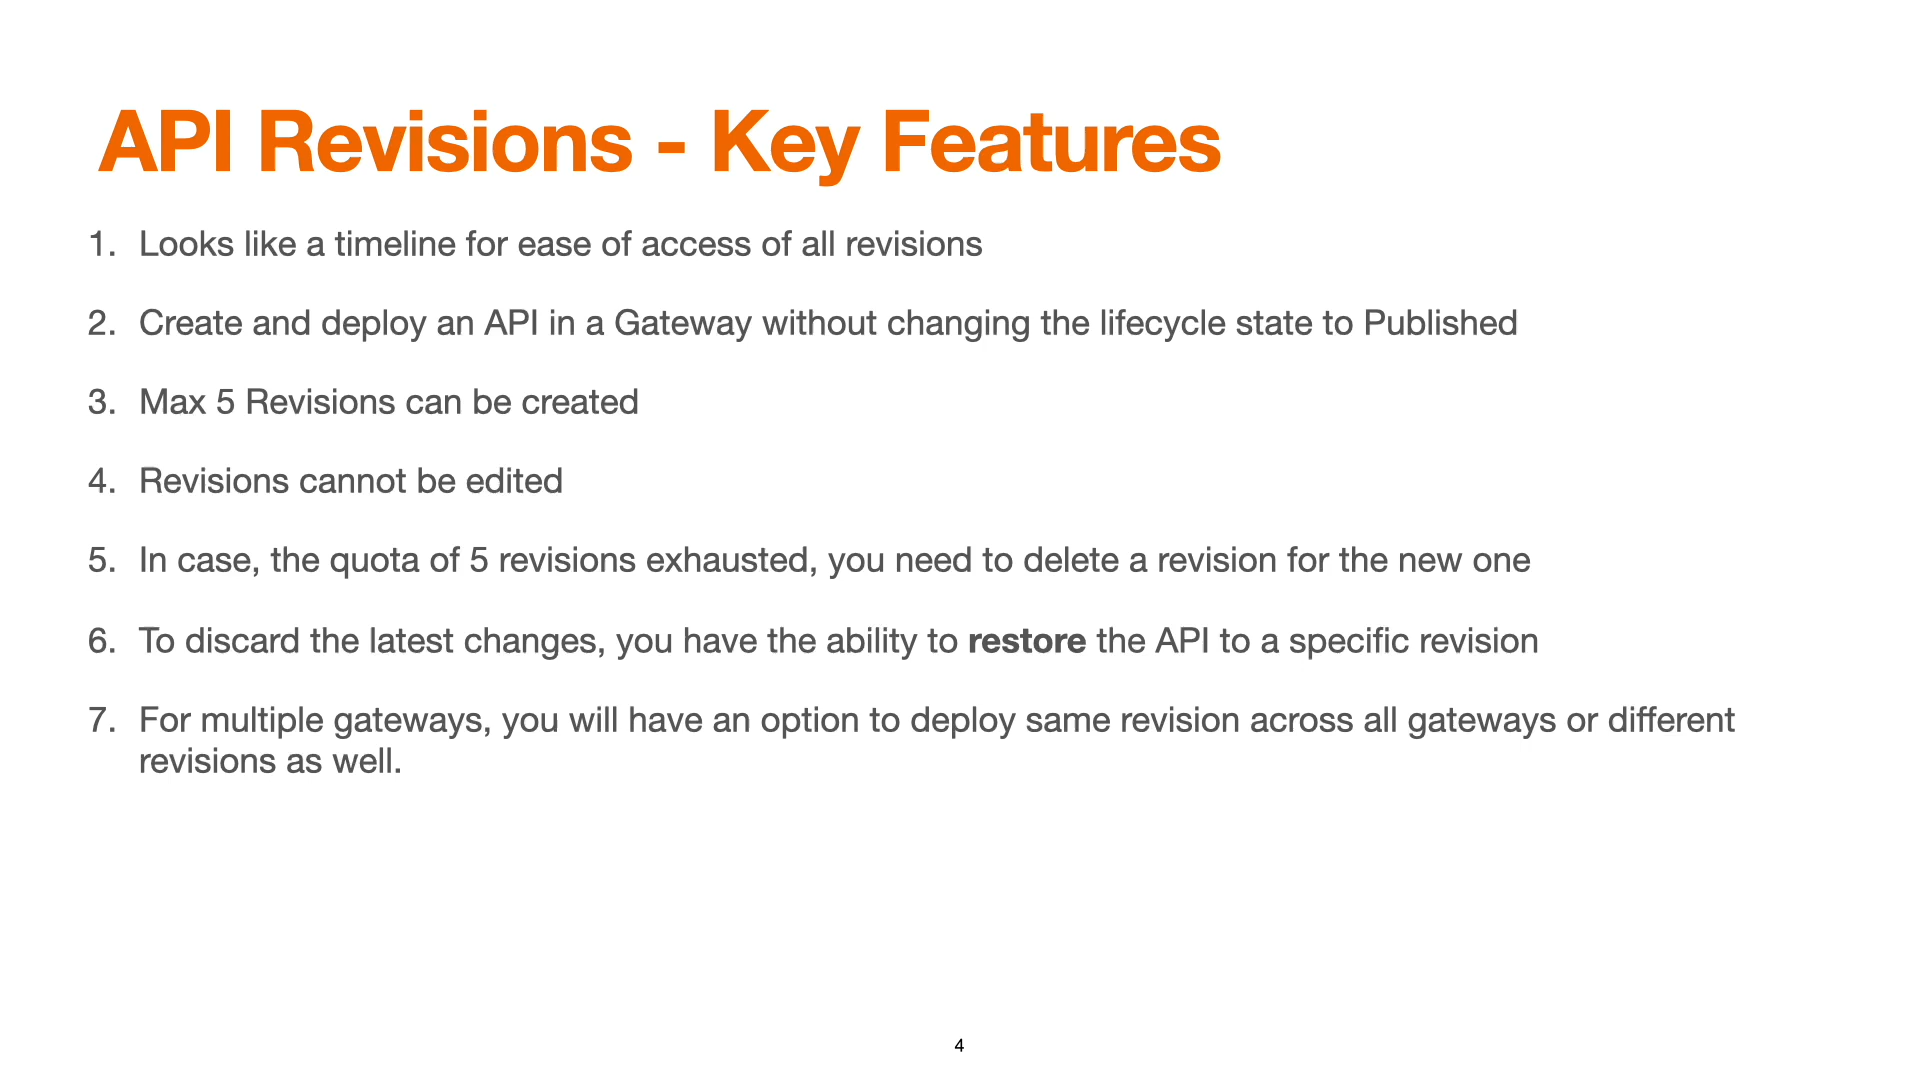 API Revisions - Key Features
1. Looks like a timeline for ease of access of all revisions
2. Create and deploy an API in a Gateway without changing the lifecycle state to Published
3. Max 5 Revisions can be created
4. Revisions cannot be edited
5. In case, the quota of 5 revisions exhausted, you need to delete a revision for the new one
6. To discard the latest changes, you have the ability to restore the API to a specific revision
7. For multiple gateways, you will have an option to deploy same revision across all gateways or different
revisions as well.
4